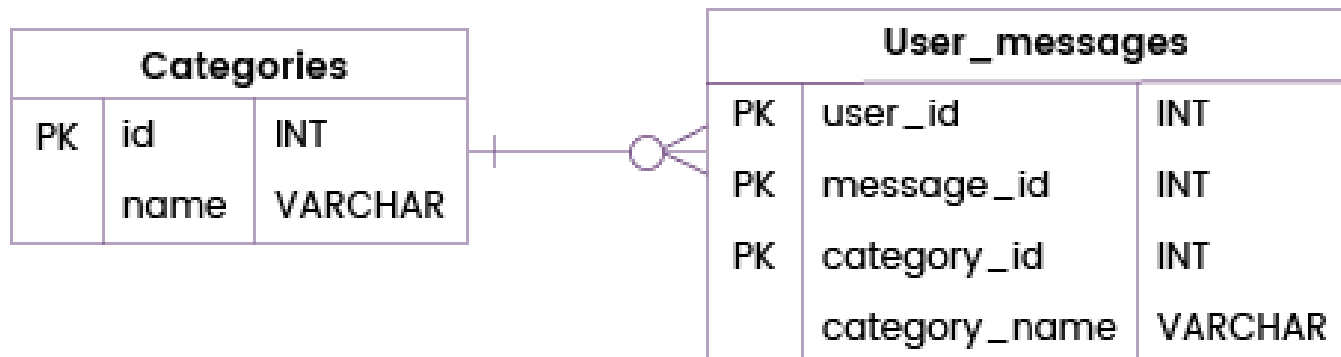 Categories
PK id INT
name VARCHAR
User_messages
PK user_id INT
PK message_id INT
PK category_id INT
category_name VARCHAR